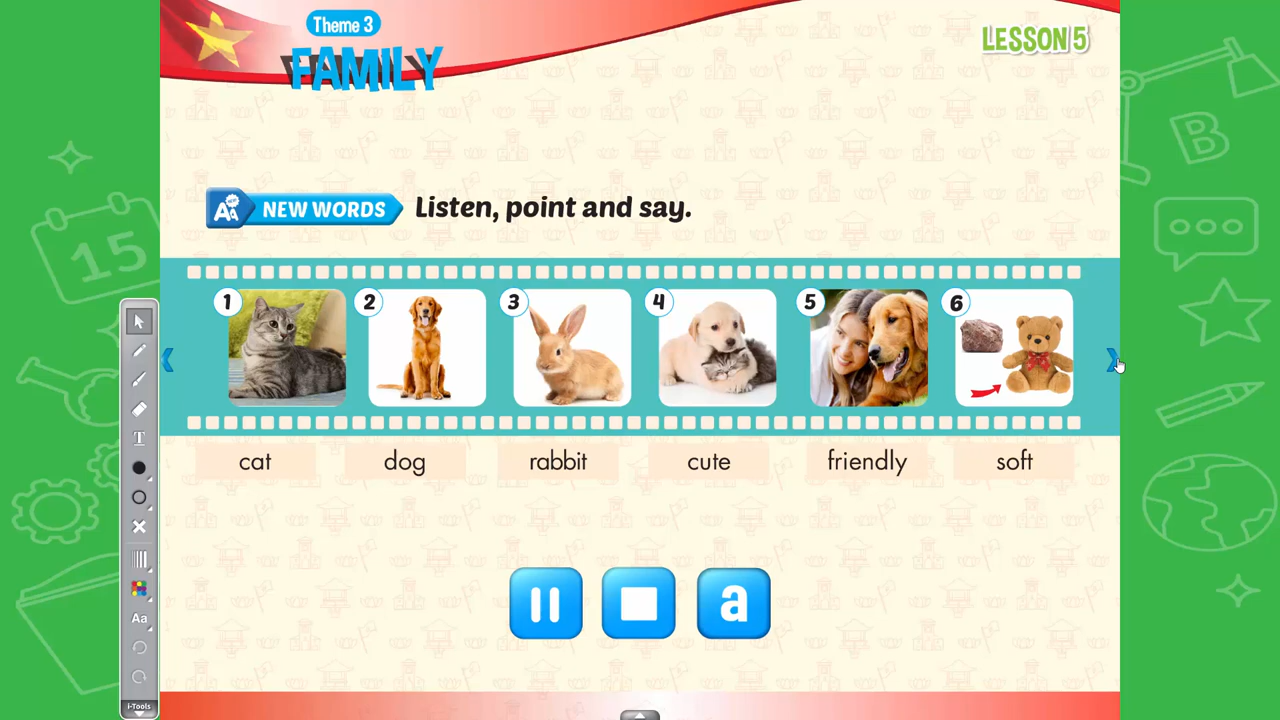 Theme 3
FAMILY
LESSON 5
NEW WORDS Listen, point and say.
1 2 3 4 5 6
cat dog rabbit cute friendly soft
a
B
15
T
Aa
i-Tools